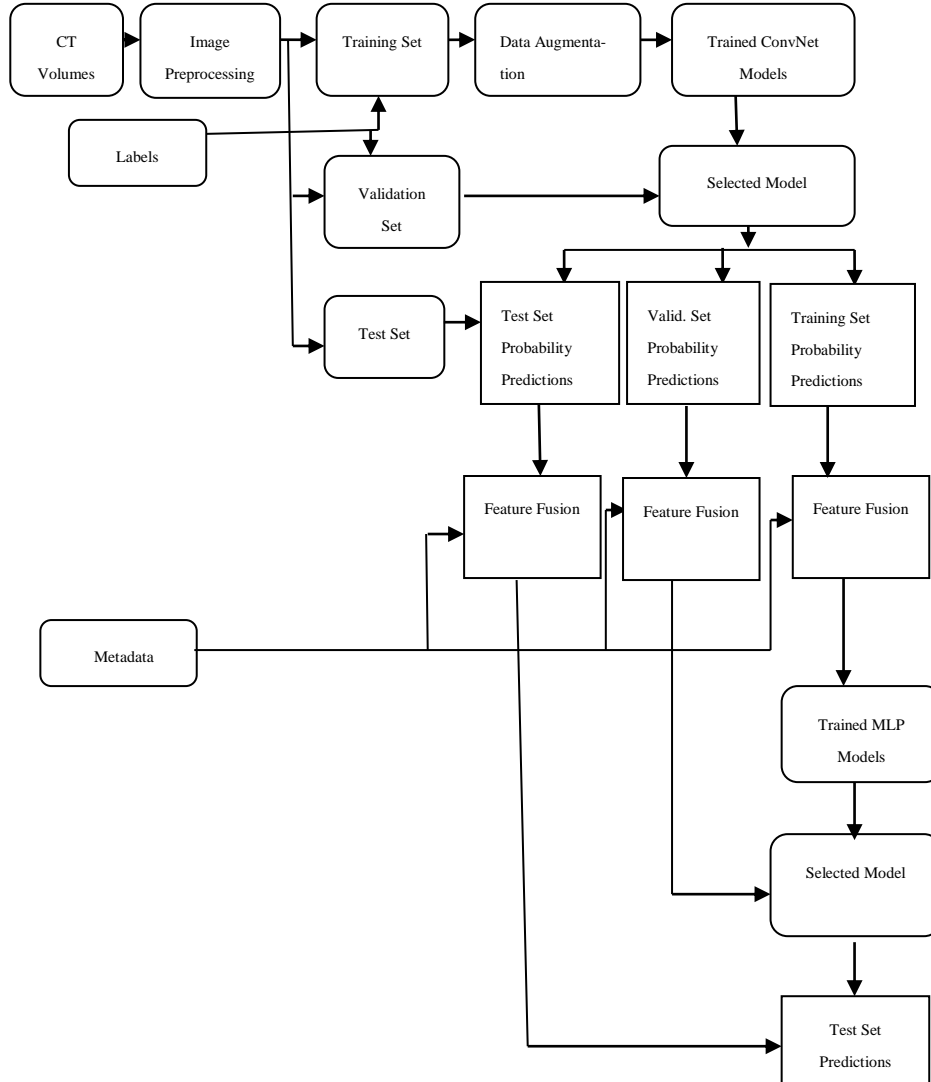 CT
Volumes
Image
Preprocessing
Training Set
Data Augmenta-
tion
Trained ConvNet
Models
Labels
Validation
Set
Selected Model
Test Set
Test Set
Probability
Predictions
Valid. Set
Probability
Predictions
Training Set
Probability
Predictions
Feature Fusion
Feature Fusion
Feature Fusion
Metadata
Trained MLP
Models
Selected Model
Test Set
Predictions